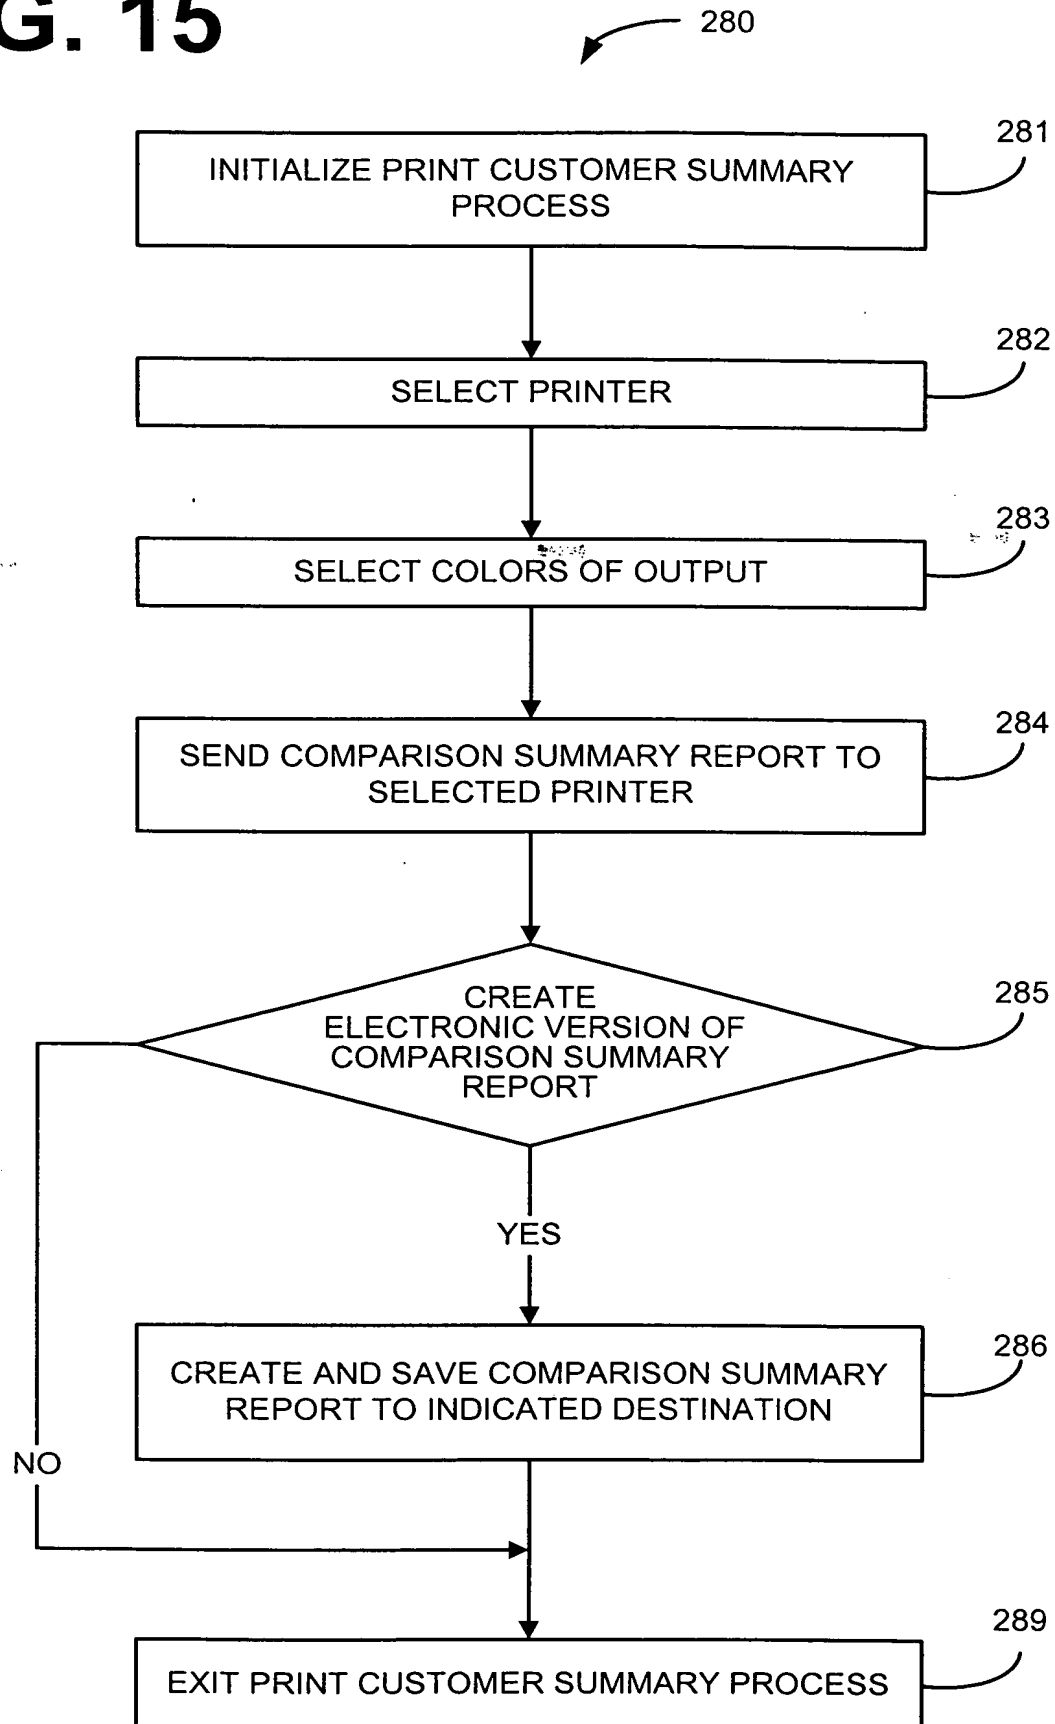 G. 15
280
281
INITIALIZE PRINT CUSTOMER SUMMARY
PROCESS
282
SELECT PRINTER
283
SELECT COLORS OF OUTPUT
284
SEND COMPARISON SUMMARY REPORT TO
SELECTED PRINTER
285
CREATE
ELECTRONIC VERSION OF
COMPARISON SUMMARY
REPORT
YES
286
CREATE AND SAVE COMPARISON SUMMARY
REPORT TO INDICATED DESTINATION
NO
289
EXIT PRINT CUSTOMER SUMMARY PROCESS